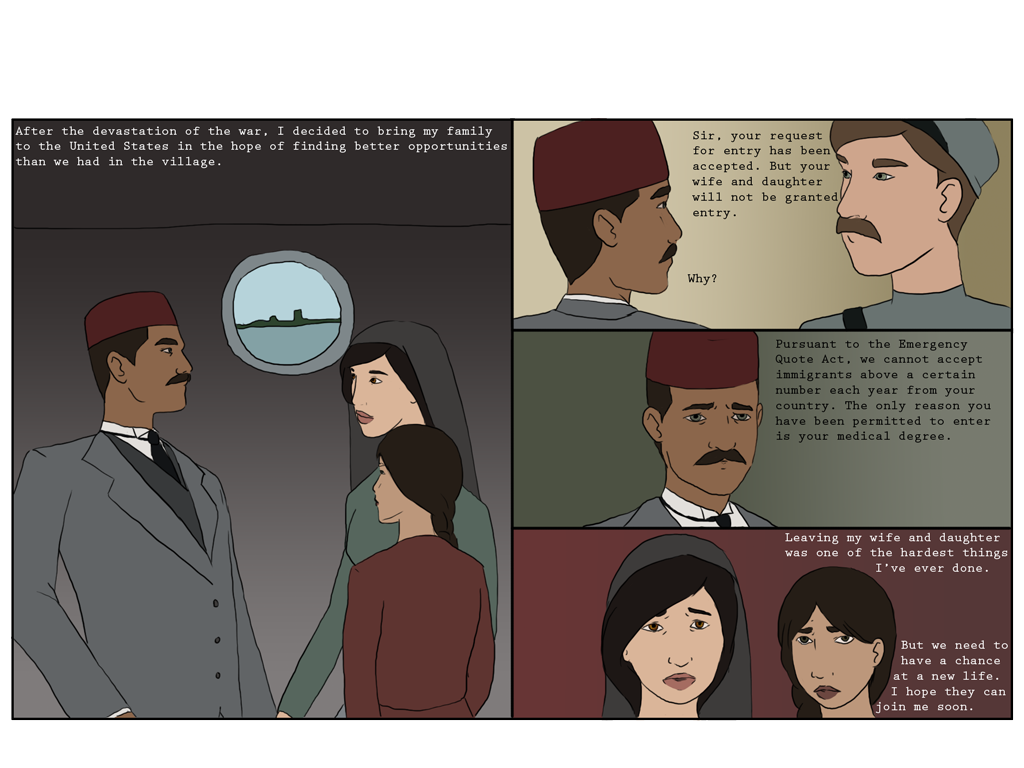 After the devastation of the war, I decided to bring my family
to the United States in the hope of finding better opportunities
than we had in the village.
Sir, your request
for entry has been
accepted. But your
wife and daughter
will not be granted
entry.
Why?
Pursuant to the Emergency
Quote Act, we cannot accept
immigrants above a certain
number each year from your
country. The only reason you
have been permitted to enter
is your medical degree.
Leaving my wife and daughter
was one of the hardest things
I've ever done.
But we need to
have a chance
at a new life.
I hope they can
join me soon.